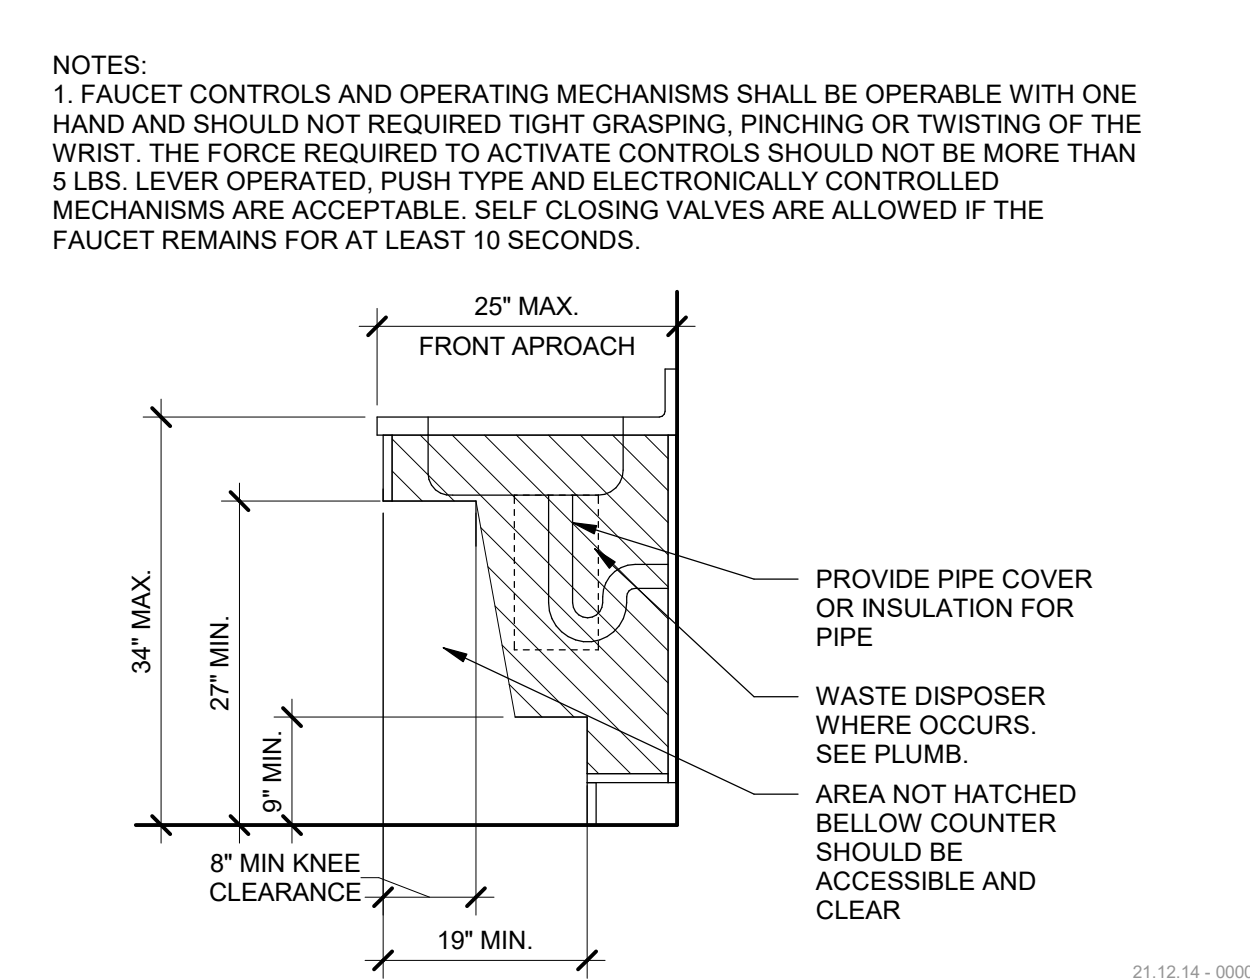 NOTES:
1. FAUCET CONTROLS AND OPERATING MECHANISMS SHALL BE OPERABLE WITH ONE
HAND AND SHOULD NOT REQUIRED TIGHT GRASPING, PINCHING OR TWISTING OF THE
WRIST. THE FORCE REQUIRED TO ACTIVATE CONTROLS SHOULD NOT BE MORE THAN
5 LBS. LEVER OPERATED, PUSH TYPE AND ELECTRONICALLY CONTROLLED
MECHANISMS ARE ACCEPTABLE. SELF CLOSING VALVES ARE ALLOWED IF THE
FAUCET REMAINS FOR AT LEAST 10 SECONDS.
25" MAX.
FRONT APROACH
34" MAX.
27" MIN.
9" MIN.
8" MIN KNEE
CLEARANCE
19" MIN.
PROVIDE PIPE COVER
OR INSULATION FOR
PIPE
WASTE DISPOSER
WHERE OCCURS.
SEE PLUMB.
AREA NOT HATCHED
BELLOW COUNTER
SHOULD BE
ACCESSIBLE AND
CLEAR
21.12.14 - 0000